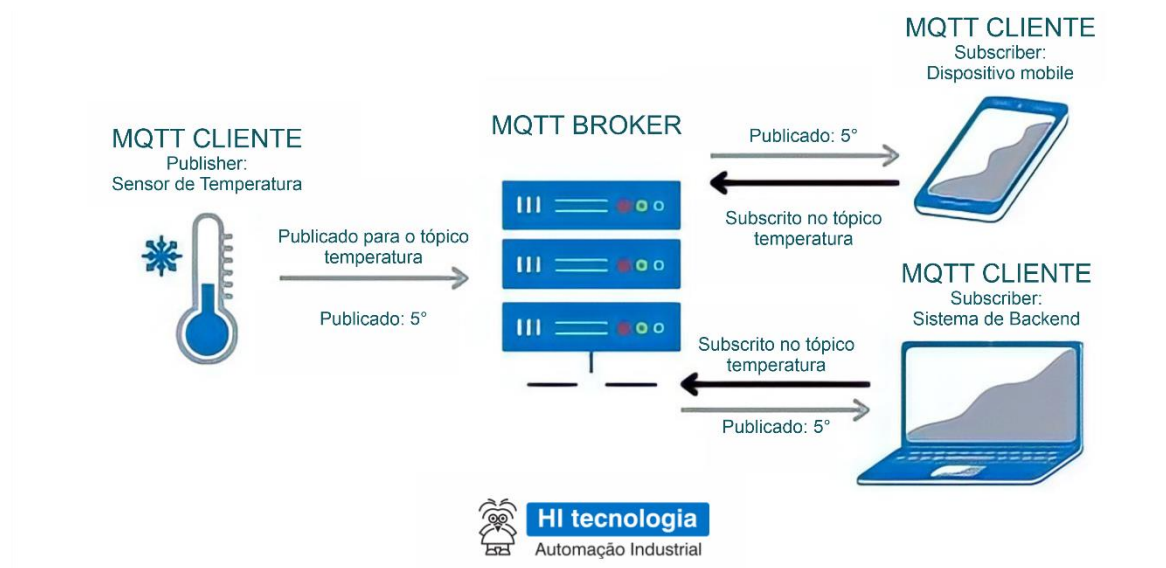 MQTT CLIENTE
Publisher:
Sensor de Temperatura
Publicado para o tópico
temperatura
Publicado: 5°
MQTT BROKER
MQTT CLIENTE
Subscriber:
Dispositivo mobile
Publicado: 5°
Subscrito no tópico
temperatura
MQTT CLIENTE
Subscriber:
Sistema de Backend
Subscrito no tópico
temperatura
Publicado: 5°
HI tecnologia
Automação Industrial